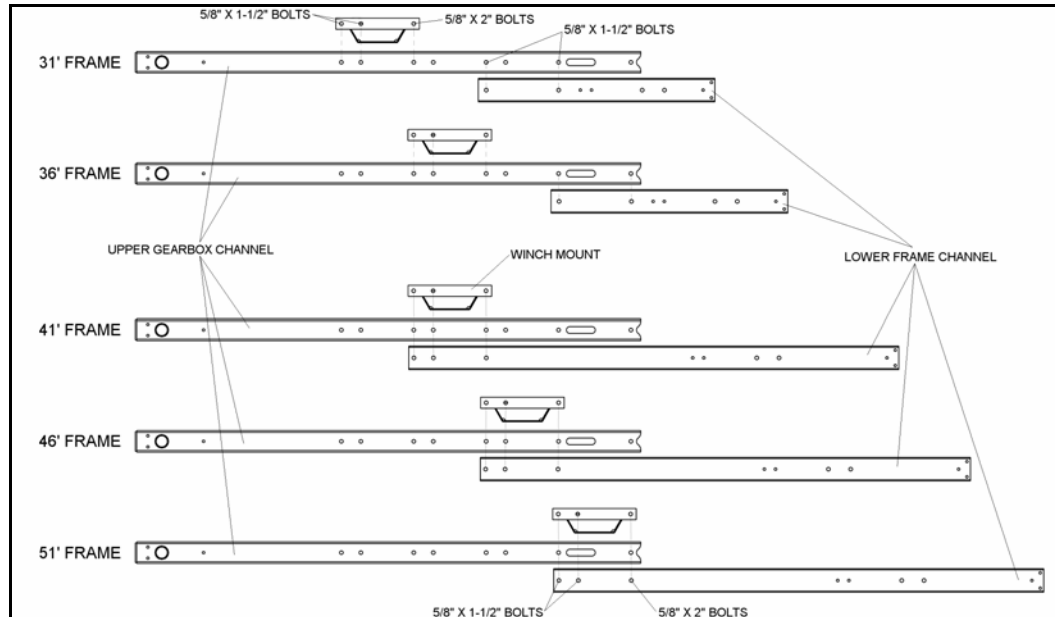 5/8" X 1-1/2" BOLTS
5/8" X 2" BOLTS
5/8" X 1-1/2" BOLTS
31' FRAME
36' FRAME
UPPER GEARBOX CHANNEL
WINCH MOUNT
LOWER FRAME CHANNEL
41' FRAME
46' FRAME
51' FRAME
5/8" X 1-1/2" BOLTS
5/8" X 2" BOLTS